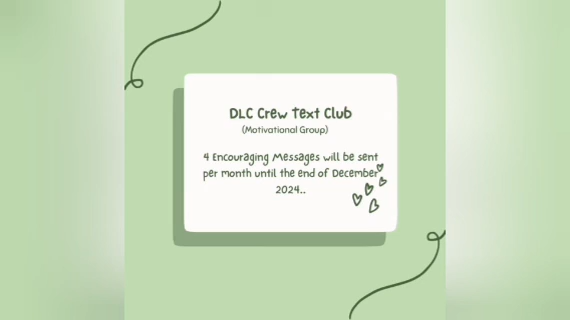 DLC Crew Text Club
(Motivational Group)
4 Encouraging Messages will be sent
per month until the end of December
2024..